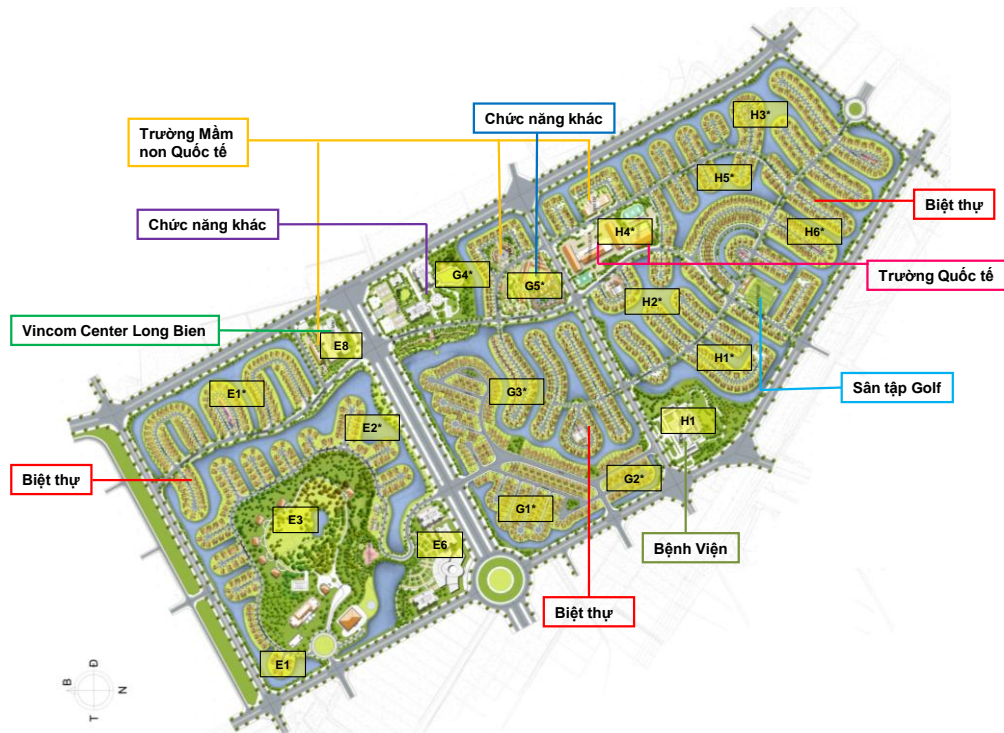 Trường Mầm
non Quốc tế
Chức năng khác
H3*
H5*
Biệt thự
Chức năng khác
H4*
H6*
G4*
G5*
Trường Quốc tế
H2*
Vincom Center Long Bien
E8
H1*
Sân tập Golf
E1*
G3*
E2*
H1
Biệt thự
G2*
G1*
E3
E6
Bệnh Viện
Biệt thự
E1
Đ
B
N
T